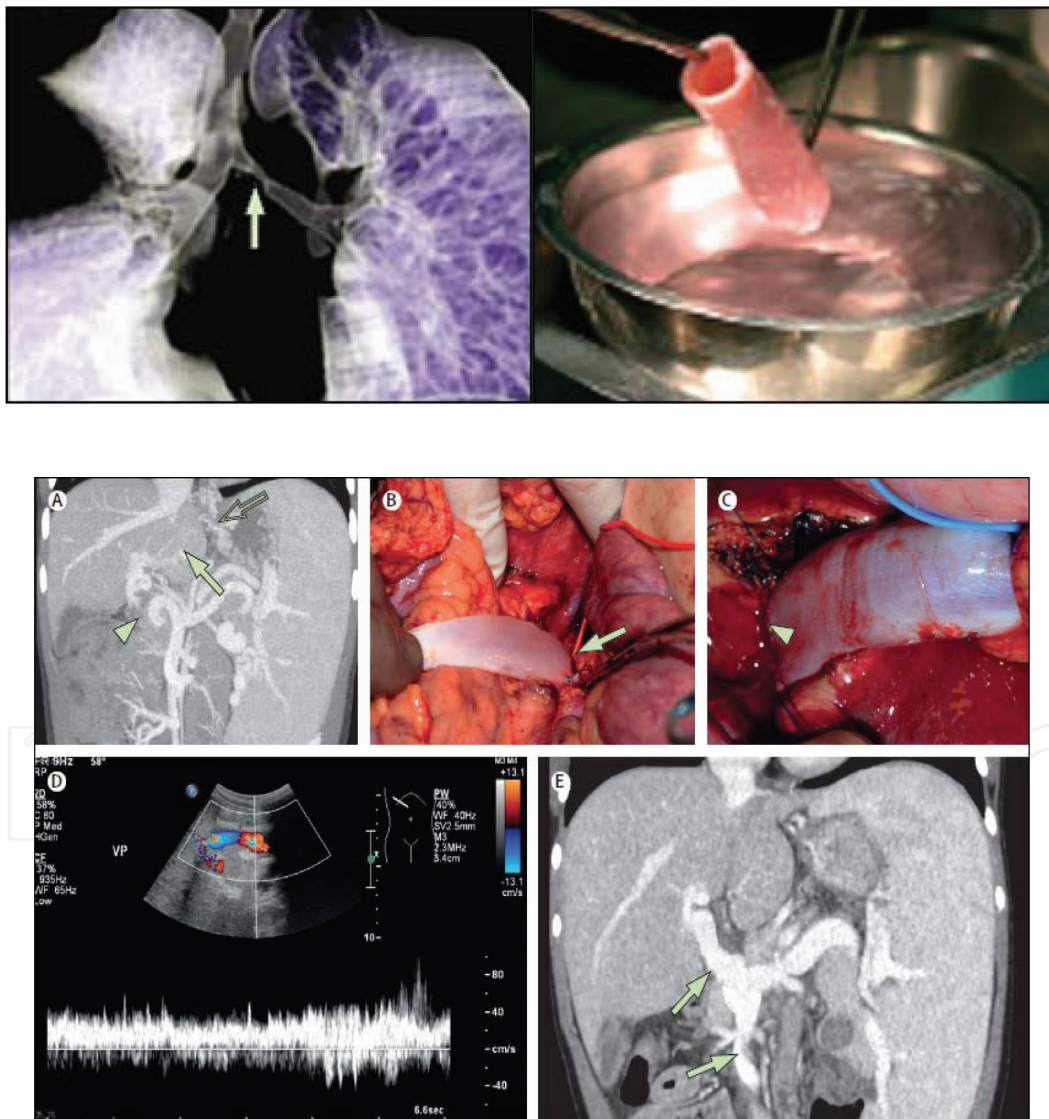 A
B
C
D
FR 9Hz 58°
RP
2D
58%
C 60
P Med
HGen
CF
37%
935Hz
WF 65Hz
Low
VP
M3 M4
+13.1
-13.1
cm/s
PW
40%
WF 40Hz
SV2.5mm
M3
2.3MHz
3.4cm
10
80
40
cm/s
-40
6.6sec
E